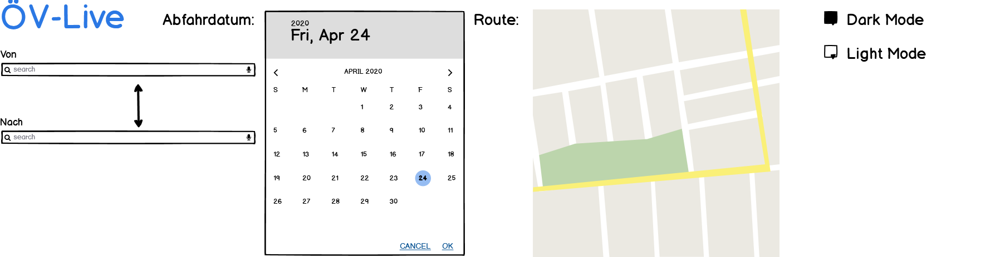 ÖV-Live
Von
search
Nach
search
Abfahrdatum:
2020
Fri, Apr 24
APRIL 2020
S M T W T F S
1 2 3 4
5 6 7 8 9 10 11
12 13 14 15 16 17 18
19 20 21 22 23 24 25
26 27 28 29 30
CANCEL OK
Route:
Dark Mode
Light Mode